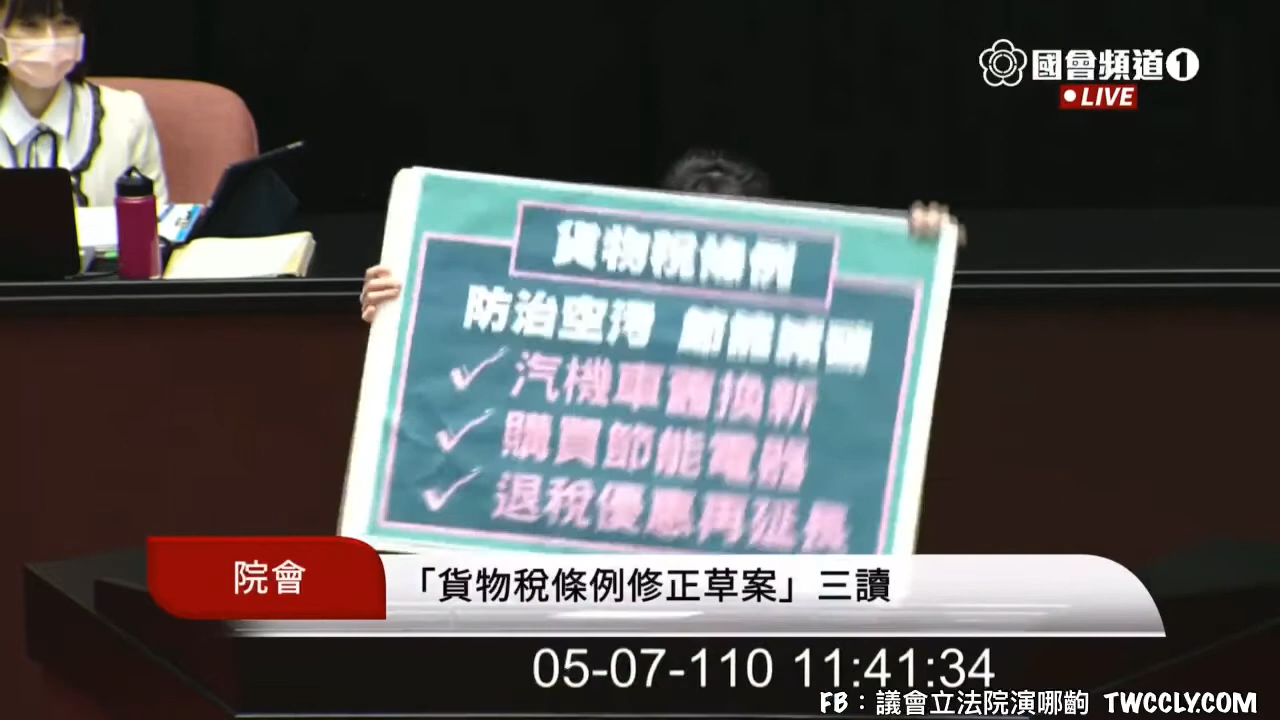 國會頻道1
LIVE
貨物稅條例
防治空污 節能減碳
汽機車舊換新
購買節能電器
退稅優惠再延長
院會
「貨物稅條例修正草案」三讀
05-07-110 11:41:34
FB：議會立法院演哪齣 TWCCLY.COM